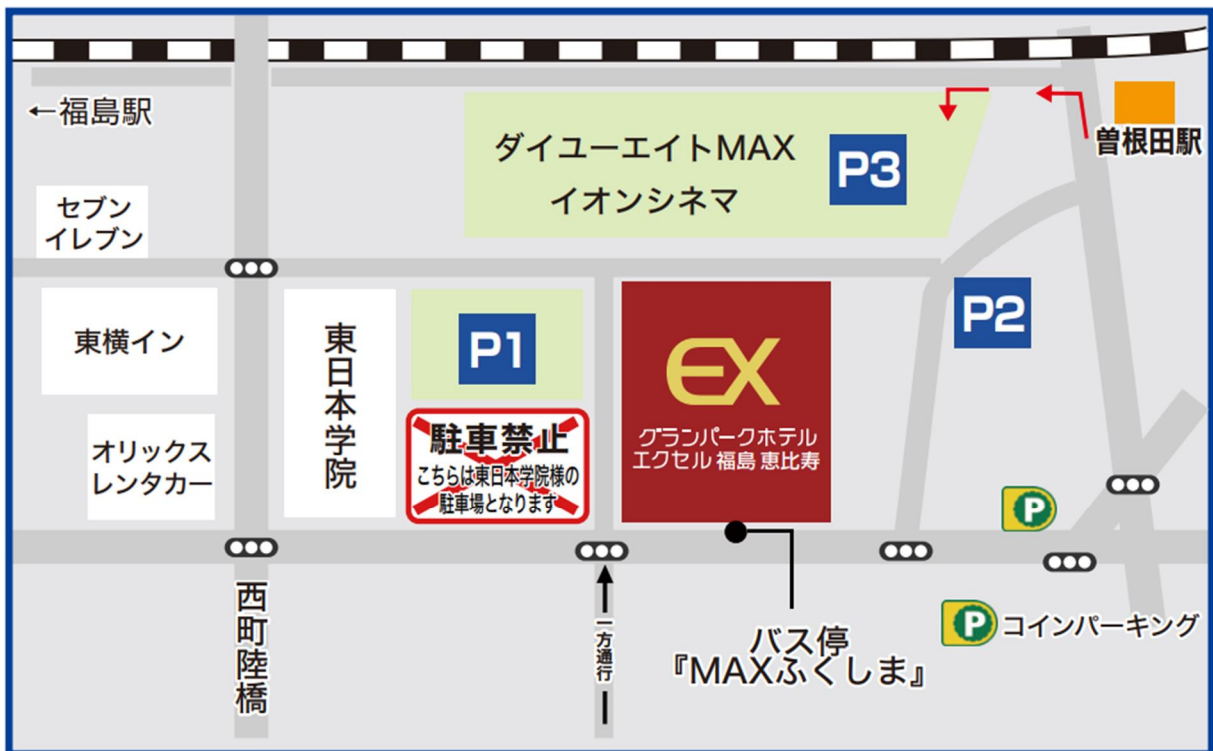 ←福島駅
曽根田駅
ダイユーエイトMAX
イオンシネマ
P3
セブン
イレブン
東横イン
オリックス
レンタカー
東日本学院
P1
駐車禁止
こちらは東日本学院様の
駐車場となります
EX
グランパークホテル
エクセル 福島 恵比寿
P2
P
P コインパーキング
西町陸橋
一方通行
バス停
『MAXふくしま』